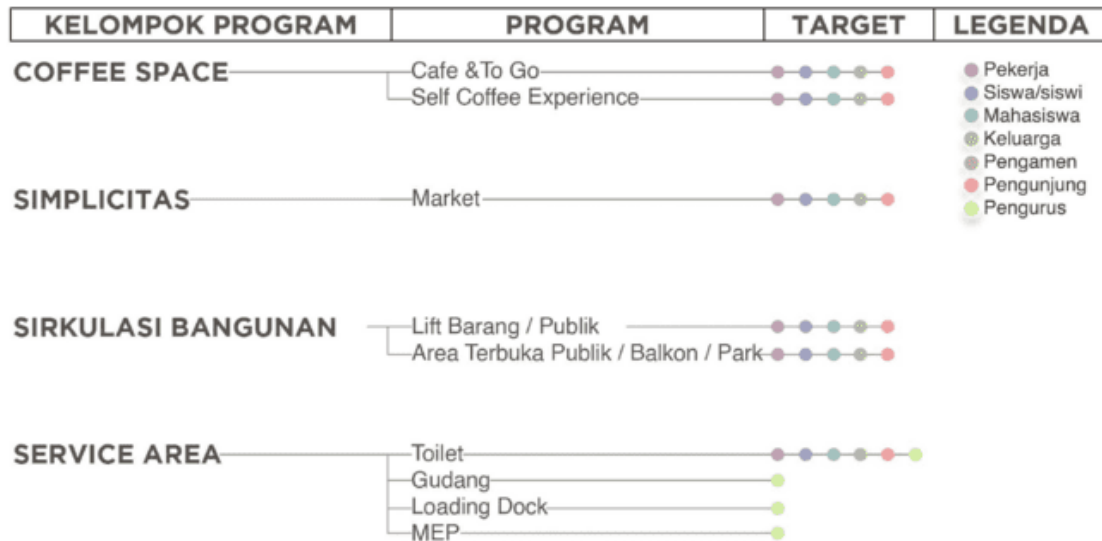 KELOMPOK PROGRAM PROGRAM TARGET LEGENDA
COFFEE SPACE Cafe &To Go Pekerja
Self Coffee Experience Siswa/siswi
Mahasiswa
Keluarga
Pengamen
SIMPLICITAS Market Pengunjung
Pengurus
SIRKULASI BANGUNAN Lift Barang / Publik
Area Terbuka Publik / Balkon / Park
SERVICE AREA Toilet
Gudang
Loading Dock
MEP